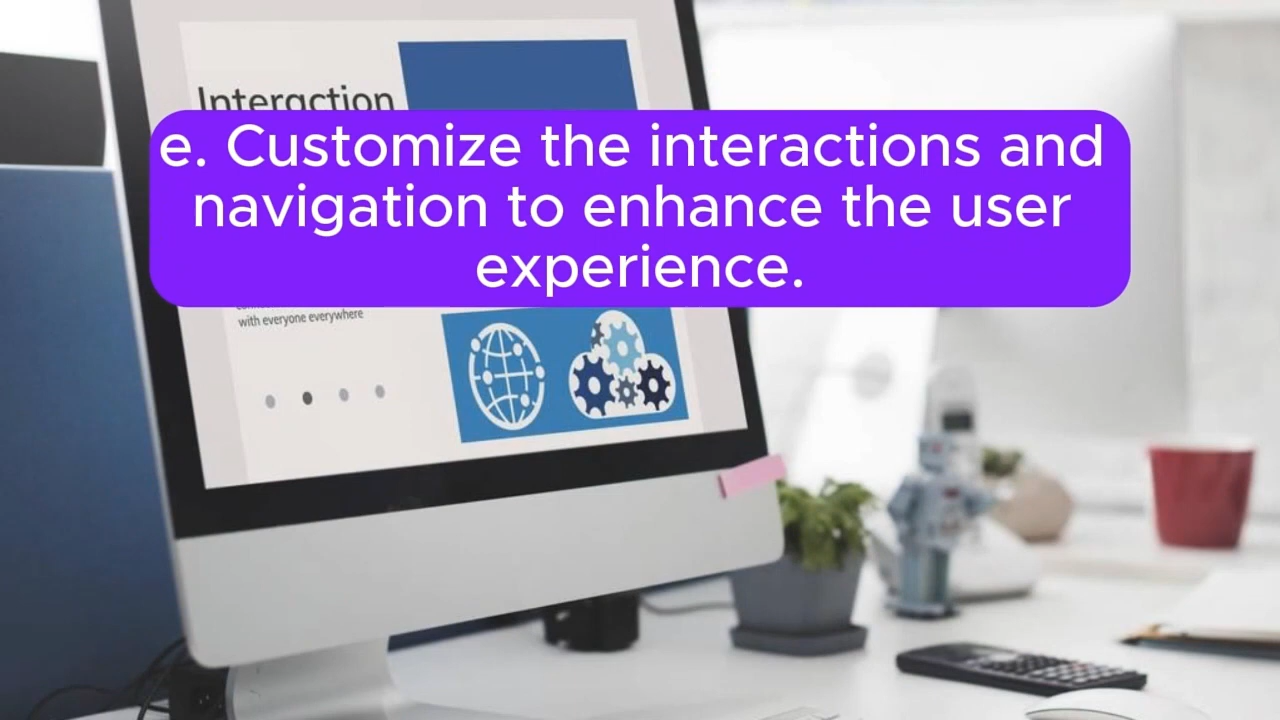 Interaction
e. Customize the interactions and
navigation to enhance the user
experience.
with everyone everywhere